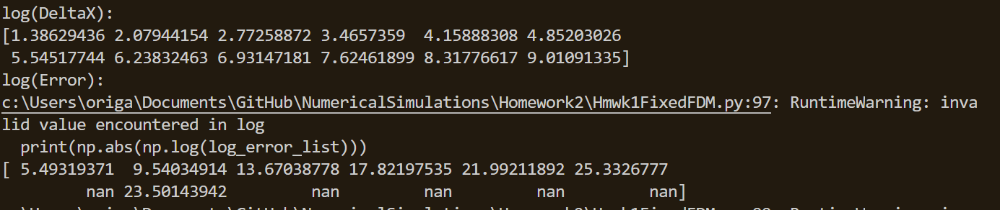 log(DeltaX):
[1.38629436 2.07944154 2.77258872 3.4657359  4.15888308 4.85203026
 5.54517744 6.23832463 6.93147181 7.62461899 8.31776617 9.01091335]
log(Error):
c:\Users\origa\Documents\GitHub\NumericalSimulations\Homework2\Hmwk1FixedFDM.py:97: RuntimeWarning: inva
lid value encountered in log
  print(np.abs(np.log(log_error_list)))
[ 5.49319371  9.54034914 13.67038778 17.82197535 21.99211892 25.3326777
         nan 23.50143942         nan         nan         nan         nan]